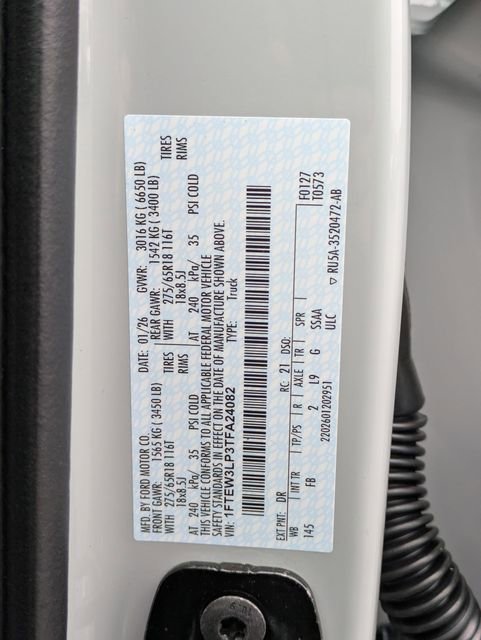 MFD. BY FORD MOTOR CO. DATE: 01/26 GVWR: 3016 KG ( 6650 LB)
FRONT GAWR: 1565 KG ( 3450 LB) REAR GAWR: 1542 KG ( 3400 LB)
WITH 275/65R18 116T TIRES WITH 275/65R18 116T TIRES
18x8.5J RIMS 18x8.5J RIMS
AT 240 kPa/ 35 PSI COLD AT 240 kPa/ 35 PSI COLD
THIS VEHICLE CONFORMS TO ALL APPLICABLE FEDERAL MOTOR VEHICLE
SAFETY STANDARDS IN EFFECT ON THE DATE OF MANUFACTURE SHOWN ABOVE.
VIN: 1FTEW3LP3TFA24082 TYPE: Truck
F0127
EXT PNT: DR RC: 21 DSO: T0573
WB INT TR TP/PS R AXLE TR SPR
145 FB 2 L9 G SSAA
ULC
2202601202951
▽ RU5A-3520472-AB